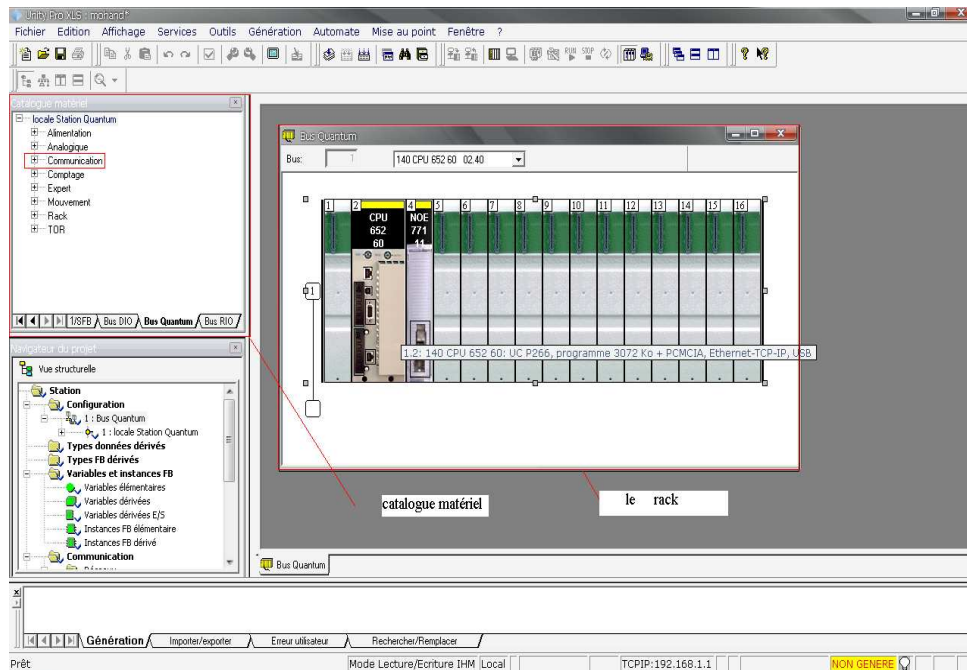 Unity Pro XLS : mohand*
Fichier Edition Affichage Services Outils Génération Automate Mise au point Fenêtre ?
RUN STOP
Catalogue matériel
locale Station Quantum
Alimentation
Analogique
Communication
Comptage
Expert
Mouvement
Rack
TOR
1/SFB Bus DIO Bus Quantum Bus RIO
Bus Quantum
Bus: 1 140 CPU 652 60 02.40
1 2 4 5 6 7 8 9 10 11 12 13 14 15 16
CPU NOE
652 771
60 11
1
1.2: 140 CPU 652 60: UC P266, programme 3072 Ko + PCMCIA, Ethernet-TCP-IP, USB
Navigateur du projet
Vue structurelle
Station
Configuration
1 : Bus Quantum
1 : locale Station Quantum
Types données dérivés
Types FB dérivés
Variables et instances FB
Variables élémentaires
Variables dérivées
Variables dérivées E/S
Instances FB élémentaire
Instances FB dérivé
Communication
catalogue matériel
le rack
Bus Quantum
Génération Importer/exporter Erreur utilisateur Rechercher/Remplacer
Prêt Mode Lecture/Ecriture IHM Local TCPIP:192.168.1.1 NON GENERE